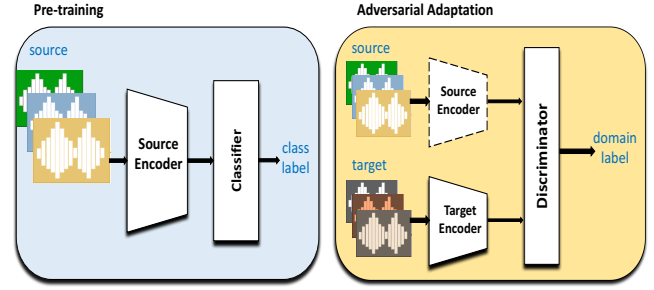 Pre-training
source
Source
Encoder
Classifier
class
label
Adversarial Adaptation
source
Source
Encoder
target
Target
Encoder
Discriminator
domain
label